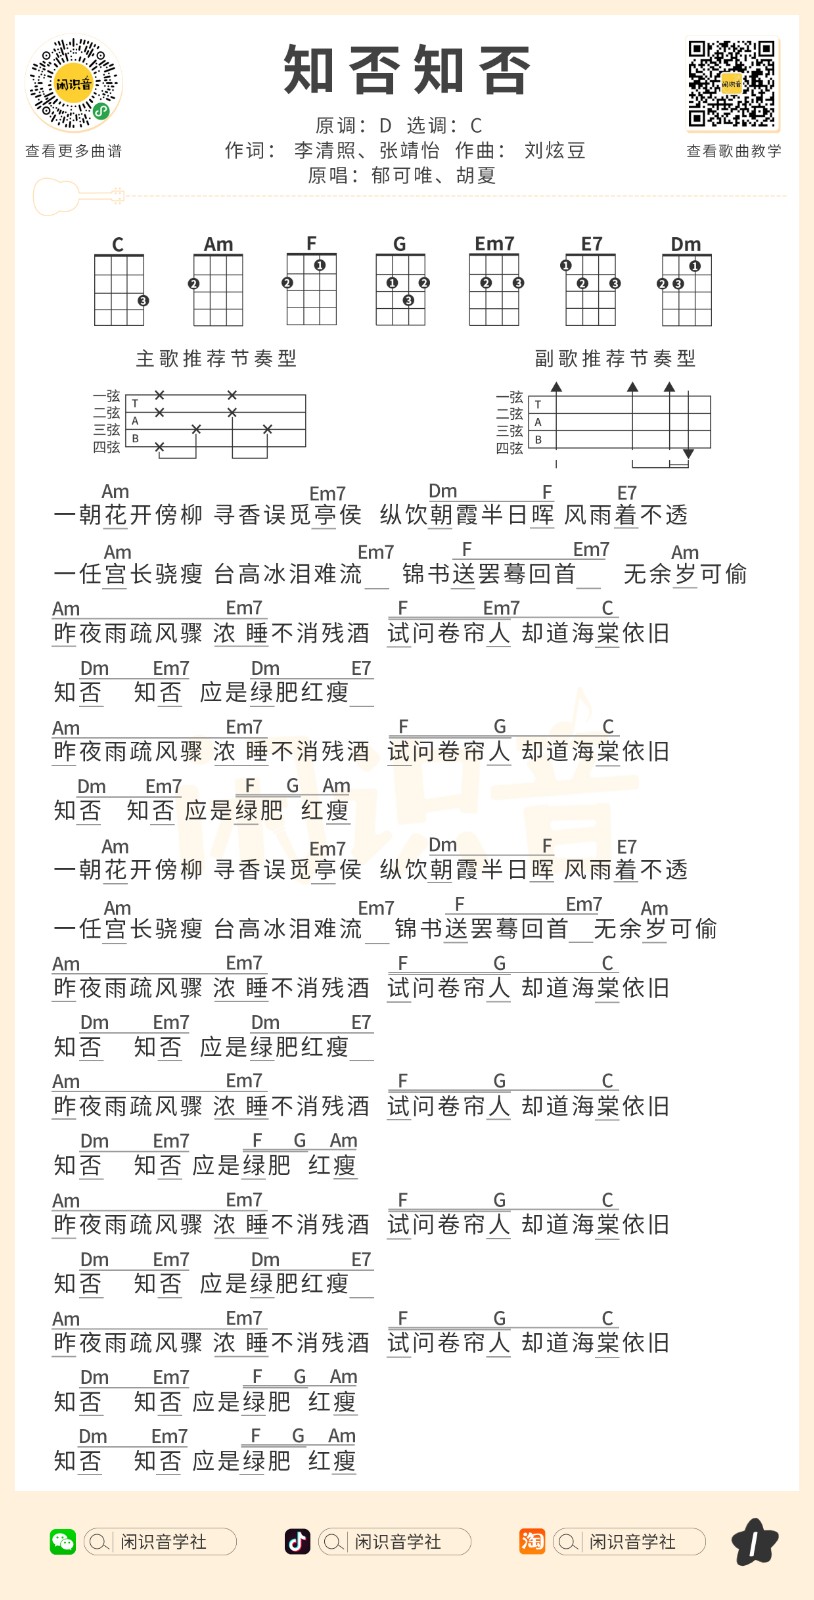 知否知否
原调：D 选调：C
作词： 李清照、张靖怡 作曲： 刘炫豆
原唱：郁可唯、胡夏
闲识音
查看更多曲谱
闲识音
查看歌曲教学
C Am F G Em7 E7 Dm
3 2 1 2 1 2 3 2 3 1 2 3 1 2 3
主歌推荐节奏型 副歌推荐节奏型
一弦 一弦
二弦 T 二弦 T
三弦 A 三弦 A
四弦 B 四弦 B
Am Em7 Dm F E7
一朝花开傍柳 寻香误觅亭侯 纵饮朝霞半日晖 风雨着不透
Am Em7 F Em7 Am
一任宫长骁瘦 台高冰泪难流 锦书送罢蓦回首 无余岁可偷
Am Em7 F Em7 C
昨夜雨疏风骤 浓 睡不消残酒 试问卷帘人 却道海棠依旧
Dm Em7 Dm E7
知否 知否 应是绿肥红瘦
Am Em7 F G C
昨夜雨疏风骤 浓 睡不消残酒 试问卷帘人 却道海棠依旧
Dm Em7 F G Am
知否 知否 应是绿肥 红瘦
Am Em7 Dm F E7
一朝花开傍柳 寻香误觅亭侯 纵饮朝霞半日晖 风雨着不透
Am Em7 F Em7 Am
一任宫长骁瘦 台高冰泪难流 锦书送罢蓦回首 无余岁可偷
Am Em7 F G C
昨夜雨疏风骤 浓 睡不消残酒 试问卷帘人 却道海棠依旧
Dm Em7 Dm E7
知否 知否 应是绿肥红瘦
Am Em7 F G C
昨夜雨疏风骤 浓 睡不消残酒 试问卷帘人 却道海棠依旧
Dm Em7 F G Am
知否 知否 应是绿肥 红瘦
Am Em7 F G C
昨夜雨疏风骤 浓 睡不消残酒 试问卷帘人 却道海棠依旧
Dm Em7 Dm E7
知否 知否 应是绿肥红瘦
Am Em7 F G C
昨夜雨疏风骤 浓 睡不消残酒 试问卷帘人 却道海棠依旧
Dm Em7 F G Am
知否 知否 应是绿肥 红瘦
Dm Em7 F G Am
知否 知否 应是绿肥 红瘦
闲识音
闲识音学社 闲识音学社 淘 闲识音学社 1